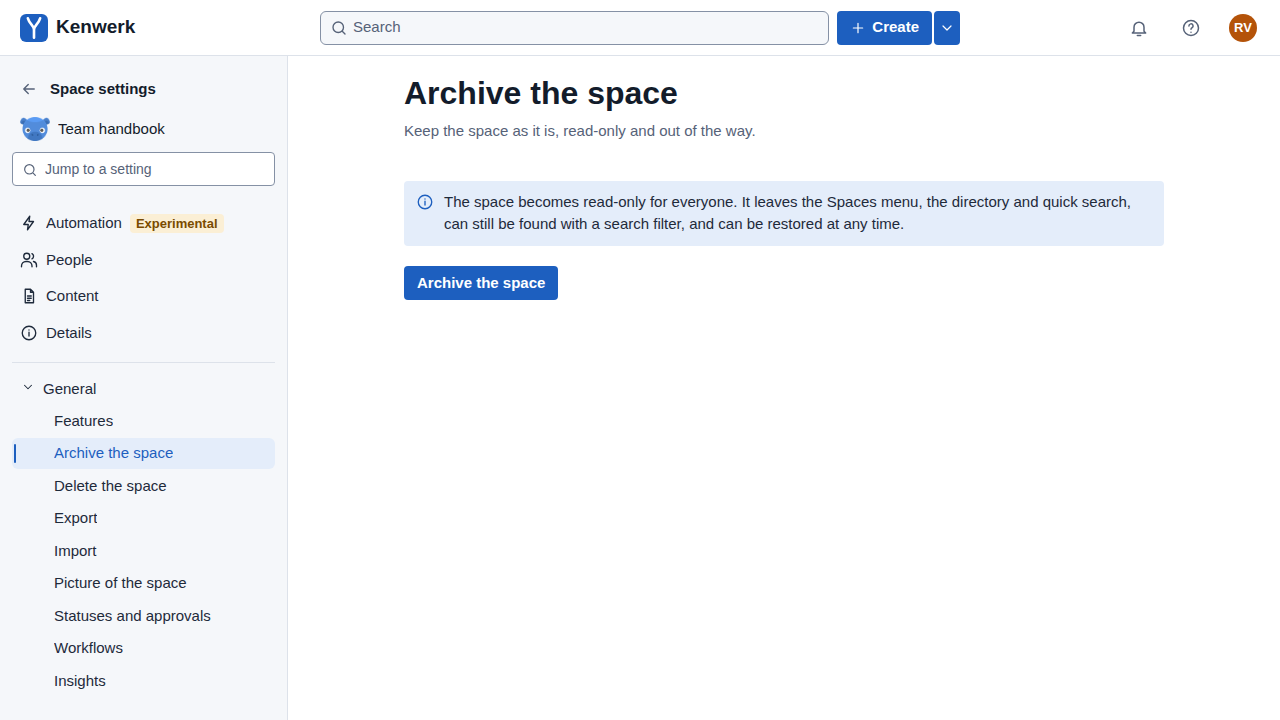 Kenwerk
Search
Create
RV
Space settings
Team handbook
Jump to a setting
Automation Experimental
People
Content
Details
General
Features
Archive the space
Delete the space
Export
Import
Picture of the space
Statuses and approvals
Workflows
Insights
Archive the space
Keep the space as it is, read-only and out of the way.
The space becomes read-only for everyone. It leaves the Spaces menu, the directory and quick search,
can still be found with a search filter, and can be restored at any time.
Archive the space